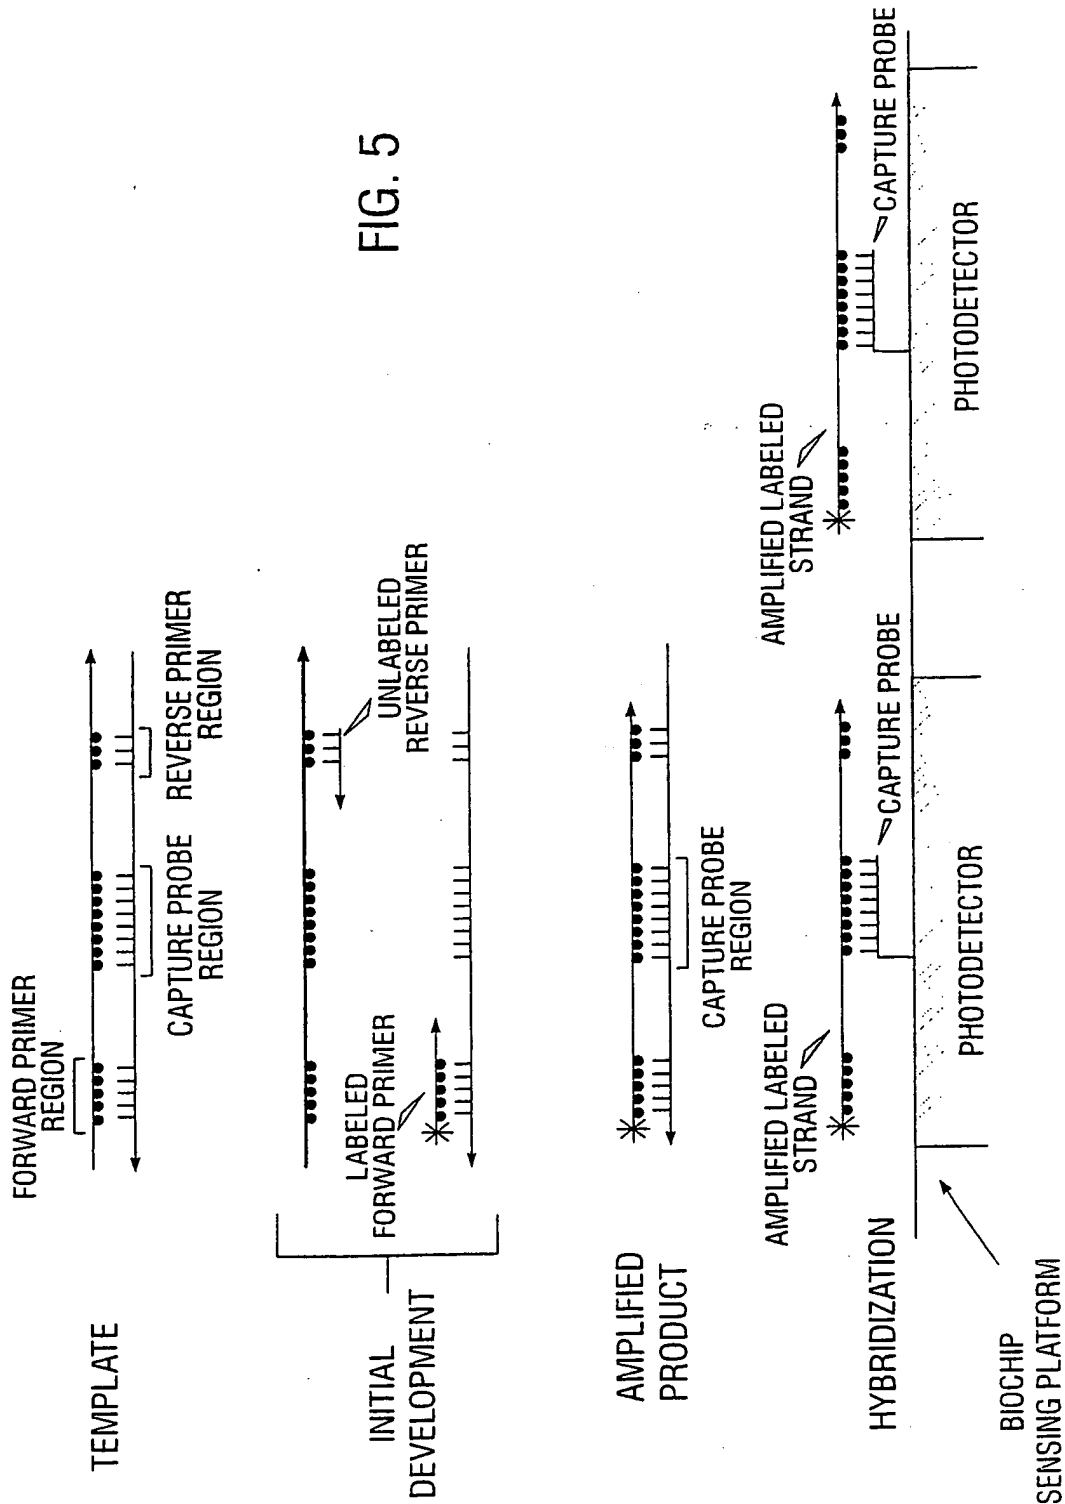 FIG. 5
TEMPLATE
FORWARD PRIMER
REGION
CAPTURE PROBE
REGION
REVERSE PRIMER
REGION
INITIAL
DEVELOPMENT
LABELED
FORWARD PRIMER
UNLABELED
REVERSE PRIMER
AMPLIFIED
PRODUCT
CAPTURE PROBE
REGION
HYBRIDIZATION
AMPLIFIED LABELED
STRAND
CAPTURE PROBE
AMPLIFIED LABELED
STRAND
CAPTURE PROBE
PHOTODETECTOR
PHOTODETECTOR
BIOCHIP
SENSING PLATFORM